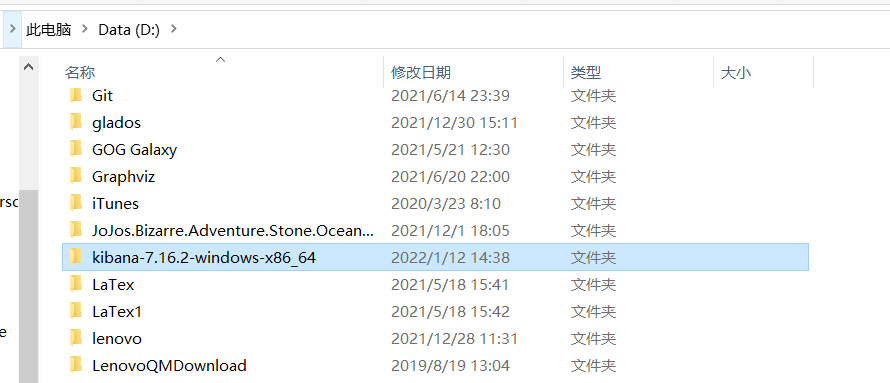 此电脑 Data (D:)
名称 修改日期 类型 大小
Git 2021/6/14 23:39 文件夹
glados 2021/12/30 15:11 文件夹
GOG Galaxy 2021/5/21 12:30 文件夹
Graphviz 2021/6/20 22:00 文件夹
iTunes 2020/3/23 8:10 文件夹
JoJos.Bizarre.Adventure.Stone.Ocean... 2021/12/1 18:05 文件夹
kibana-7.16.2-windows-x86_64 2022/1/12 14:38 文件夹
LaTex 2021/5/18 15:41 文件夹
LaTex1 2021/5/18 15:42 文件夹
lenovo 2021/12/28 11:31 文件夹
LenovoQMDownload 2019/8/19 13:04 文件夹